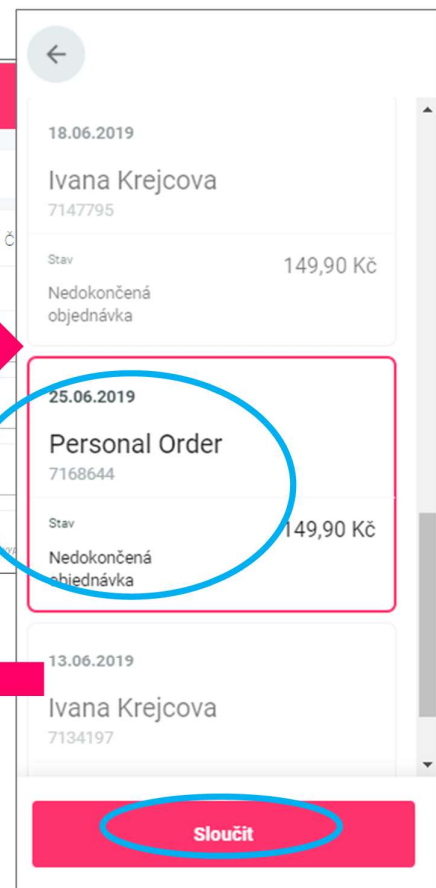 18.06.2019
Ivana Krejcova
7147795
Stav
149,90 Kč
Nedokončená
objednávka
Č
25.06.2019
Personal Order
7168644
Stav
149,90 Kč
Nedokončená
objednávka
13.06.2019
Ivana Krejcova
7134197
Sloučit